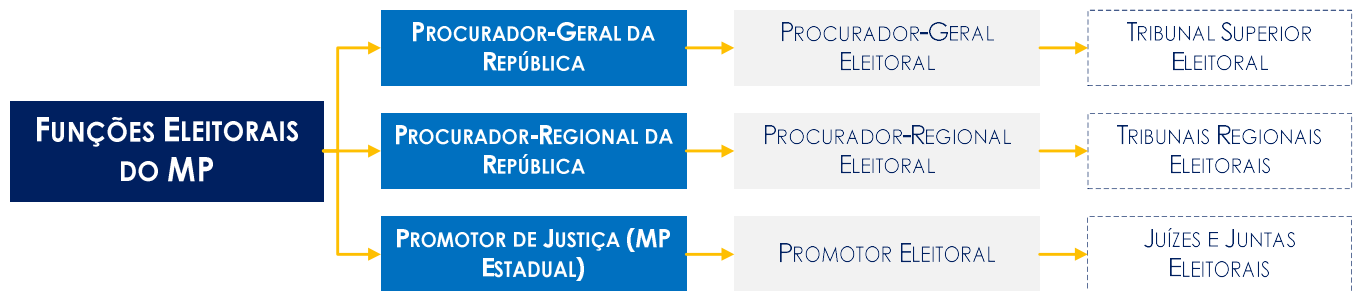 FUNÇÕES ELEITORAIS
DO MP
PROCURADOR-GERAL DA
REPÚBLICA
PROCURADOR-GERAL
ELEITORAL
TRIBUNAL SUPERIOR
ELEITORAL
PROCURADOR-REGIONAL DA
REPÚBLICA
PROCURADOR-REGIONAL
ELEITORAL
TRIBUNAIS REGIONAIS
ELEITORAIS
PROMOTOR DE JUSTIÇA (MP
ESTADUAL)
PROMOTOR ELEITORAL
JUÍZES E JUNTAS
ELEITORAIS